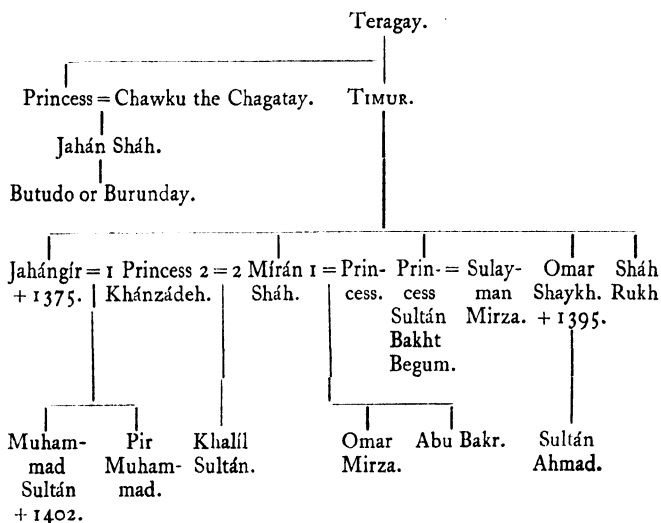 Teragay.
Princess = Chawku the Chagatay. TIMUR.
Jahán Sháh.
Butudo or Burunday.
Jahángír = 1 Princess 2 = 2 Mírán 1 = Prin- Prin- = Sulay- Omar Sháh
+ 1375. Khánzádeh. Sháh. cess. cess man Shaykh. Rukh
Sultán Mirza. + 1395.
Bakht
Begum.
Muham- Pir Khalíl Omar Abu Bakr. Sultán
mad Muham- Sultán. Mirza. Ahmad.
Sultán mad.
+ 1402.